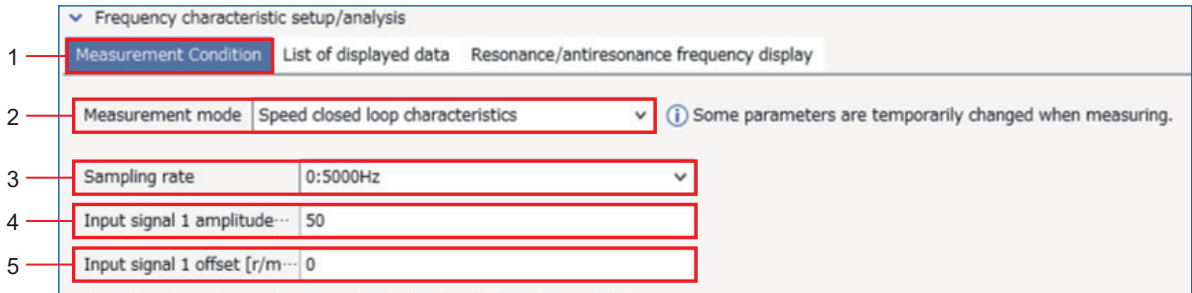 Frequency characteristic setup/analysis
1 Measurement Condition List of displayed data Resonance/antiresonance frequency display
2 Measurement mode Speed closed loop characteristics Some parameters are temporarily changed when measuring.
3 Sampling rate 0:5000Hz
4 Input signal 1 amplitude··· 50
5 Input signal 1 offset [r/m··· 0